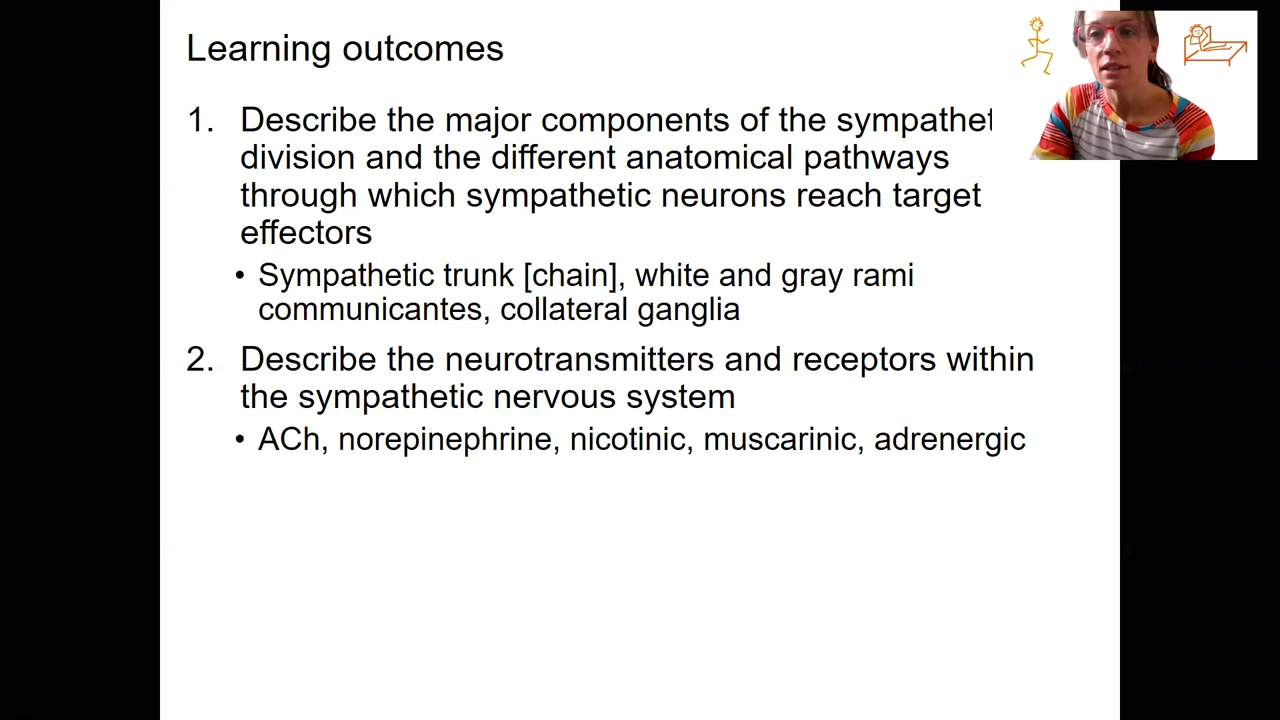 Learning outcomes
1. Describe the major components of the sympathet
division and the different anatomical pathways
through which sympathetic neurons reach target
effectors
• Sympathetic trunk [chain], white and gray rami
communicantes, collateral ganglia
2. Describe the neurotransmitters and receptors within
the sympathetic nervous system
• ACh, norepinephrine, nicotinic, muscarinic, adrenergic